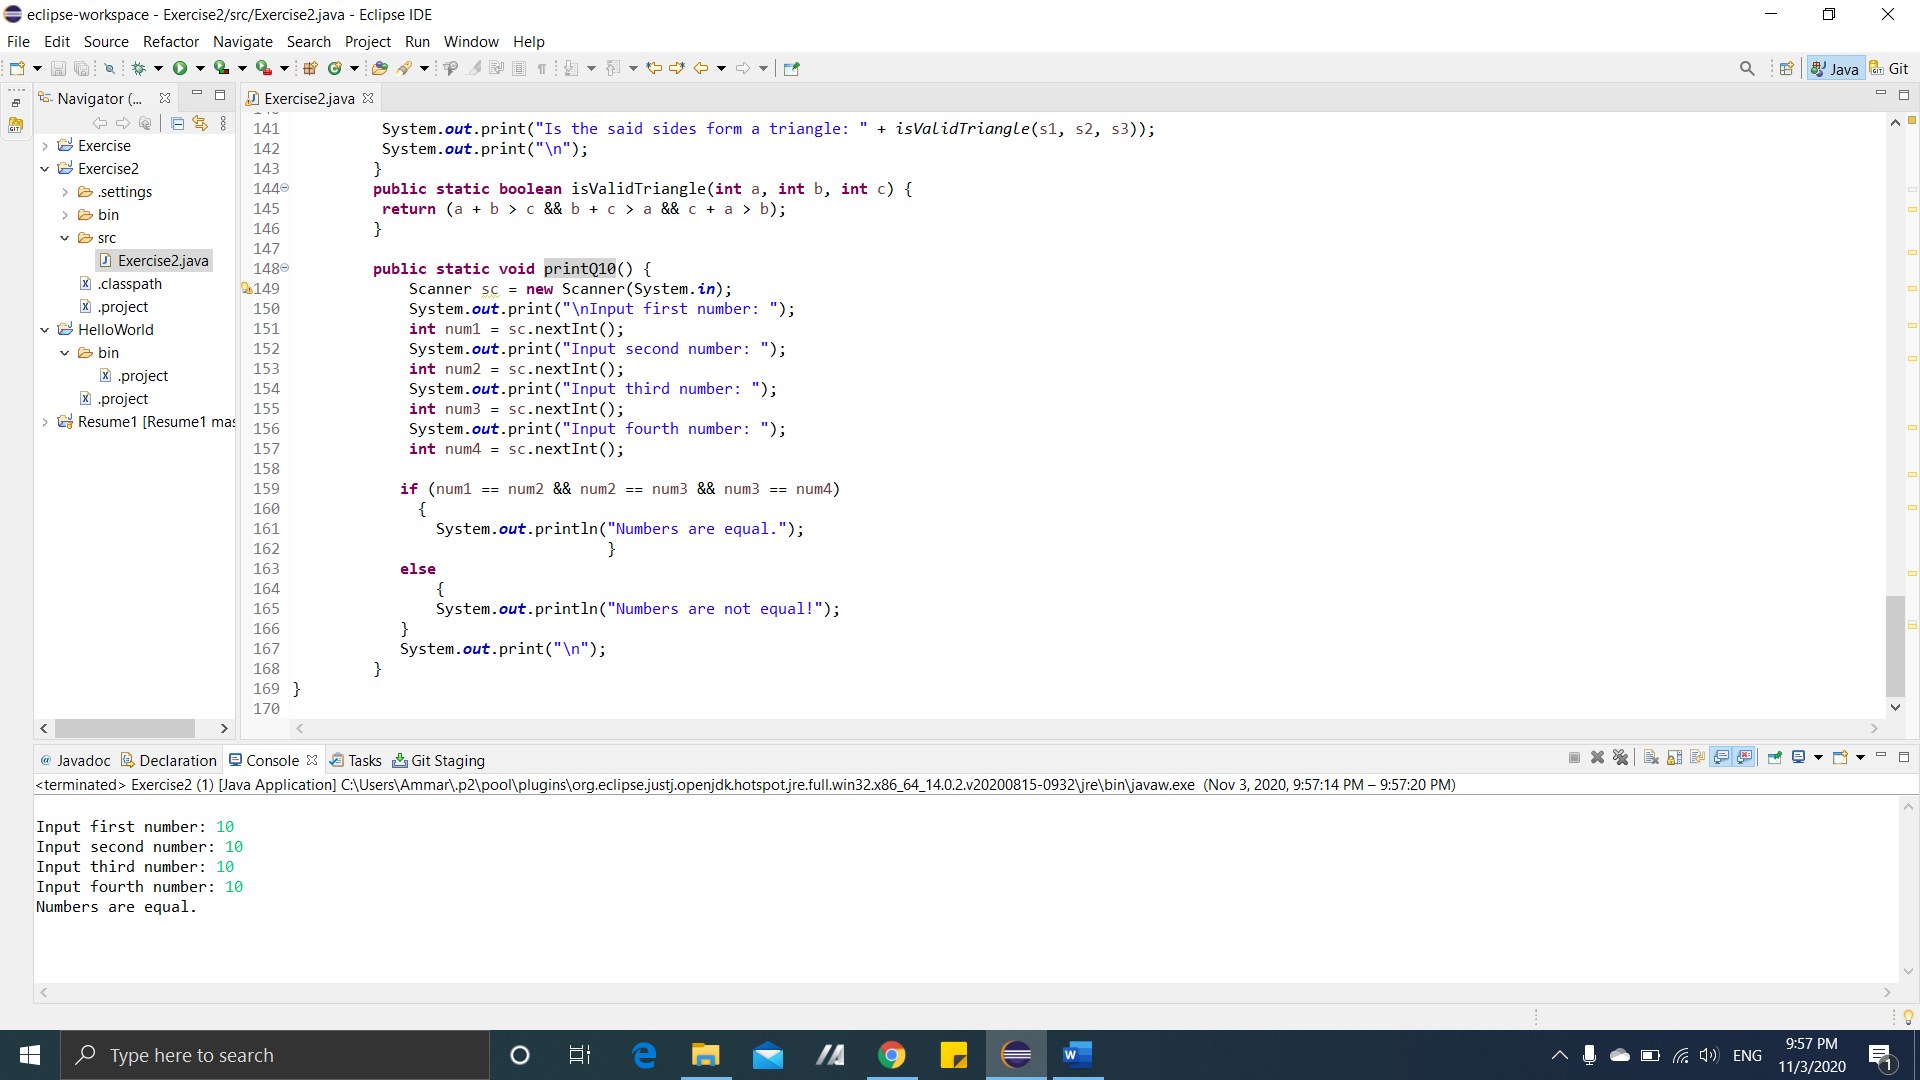 eclipse-workspace - Exercise2/src/Exercise2.java - Eclipse IDE
File Edit Source Refactor Navigate Search Project Run Window Help
Java Git
Navigator (...
Exercise2.java
Exercise
Exercise2
.settings
bin
src
Exercise2.java
.classpath
.project
HelloWorld
bin
.project
.project
Resume1 [Resume1 mas
141 System.out.print("Is the said sides form a triangle: " + isValidTriangle(s1, s2, s3));
142 System.out.print("\n");
143 }
144 public static boolean isValidTriangle(int a, int b, int c) {
145 return (a + b > c && b + c > a && c + a > b);
146 }
147
148 public static void printQ10() {
149 Scanner sc = new Scanner(System.in);
150 System.out.print("\nInput first number: ");
151 int num1 = sc.nextInt();
152 System.out.print("Input second number: ");
153 int num2 = sc.nextInt();
154 System.out.print("Input third number: ");
155 int num3 = sc.nextInt();
156 System.out.print("Input fourth number: ");
157 int num4 = sc.nextInt();
158
159 if (num1 == num2 && num2 == num3 && num3 == num4)
160 {
161 System.out.println("Numbers are equal.");
162 }
163 else
164 {
165 System.out.println("Numbers are not equal!");
166 }
167 System.out.print("\n");
168 }
169 }
170
@ Javadoc Declaration Console Tasks Git Staging
<terminated> Exercise2 (1) [Java Application] C:\Users\Ammar\.p2\pool\plugins\org.eclipse.justj.openjdk.hotspot.jre.full.win32.x86_64_14.0.2.v20200815-0932\jre\bin\javaw.exe (Nov 3, 2020, 9:57:14 PM – 9:57:20 PM)
Input first number: 10
Input second number: 10
Input third number: 10
Input fourth number: 10
Numbers are equal.
Type here to search
ENG
9:57 PM
11/3/2020
1